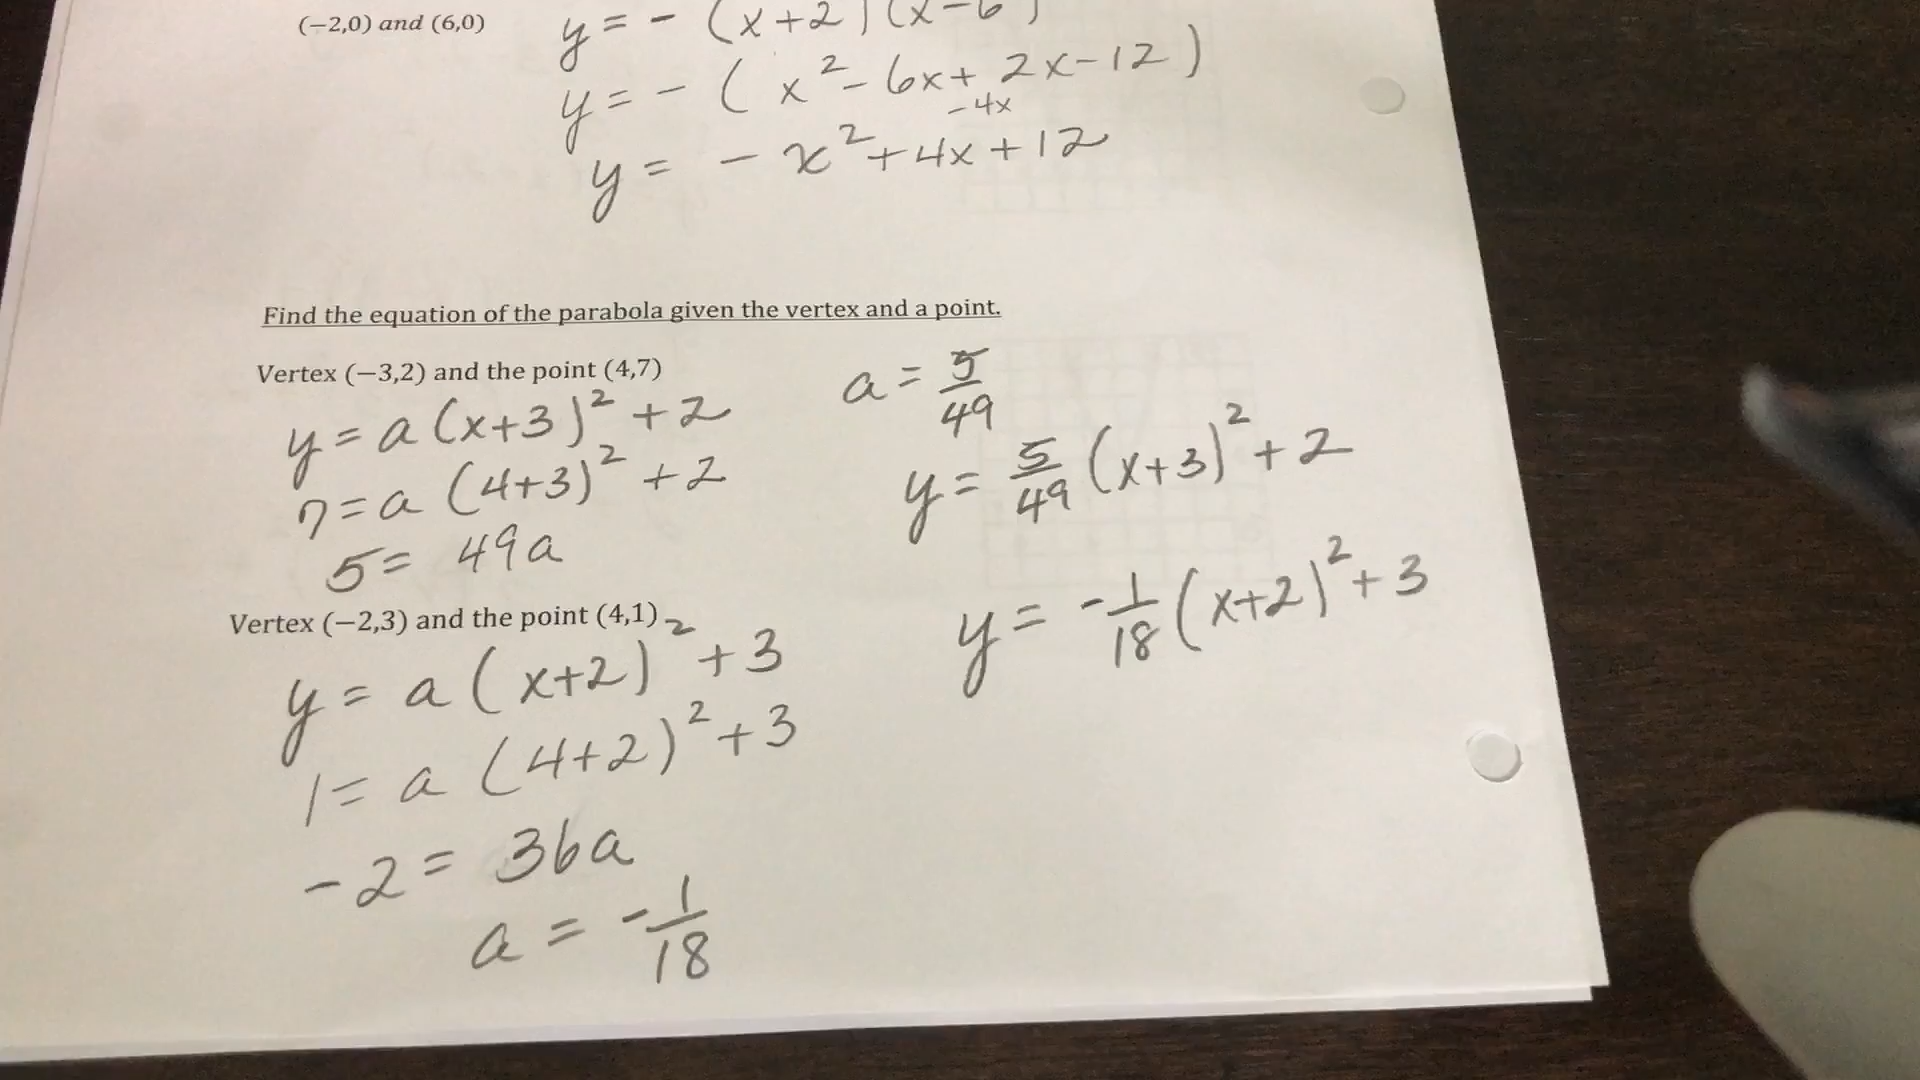 (−2,0) and (6,0)
y = - (x+2)(x-6)
y = - (x² - 6x + 2x - 12)
-4x
y = - x² + 4x + 12
Find the equation of the parabola given the vertex and a point.
Vertex (−3,2) and the point (4,7)
y = a (x+3)² + 2
7 = a (4+3)² + 2
5 = 49a
a = 5/49
y = 5/49 (x+3)² + 2
Vertex (−2,3) and the point (4,1)
y = a (x+2)² + 3
1 = a (4+2)² + 3
-2 = 36a
a = -1/18
y = -1/18 (x+2)² + 3